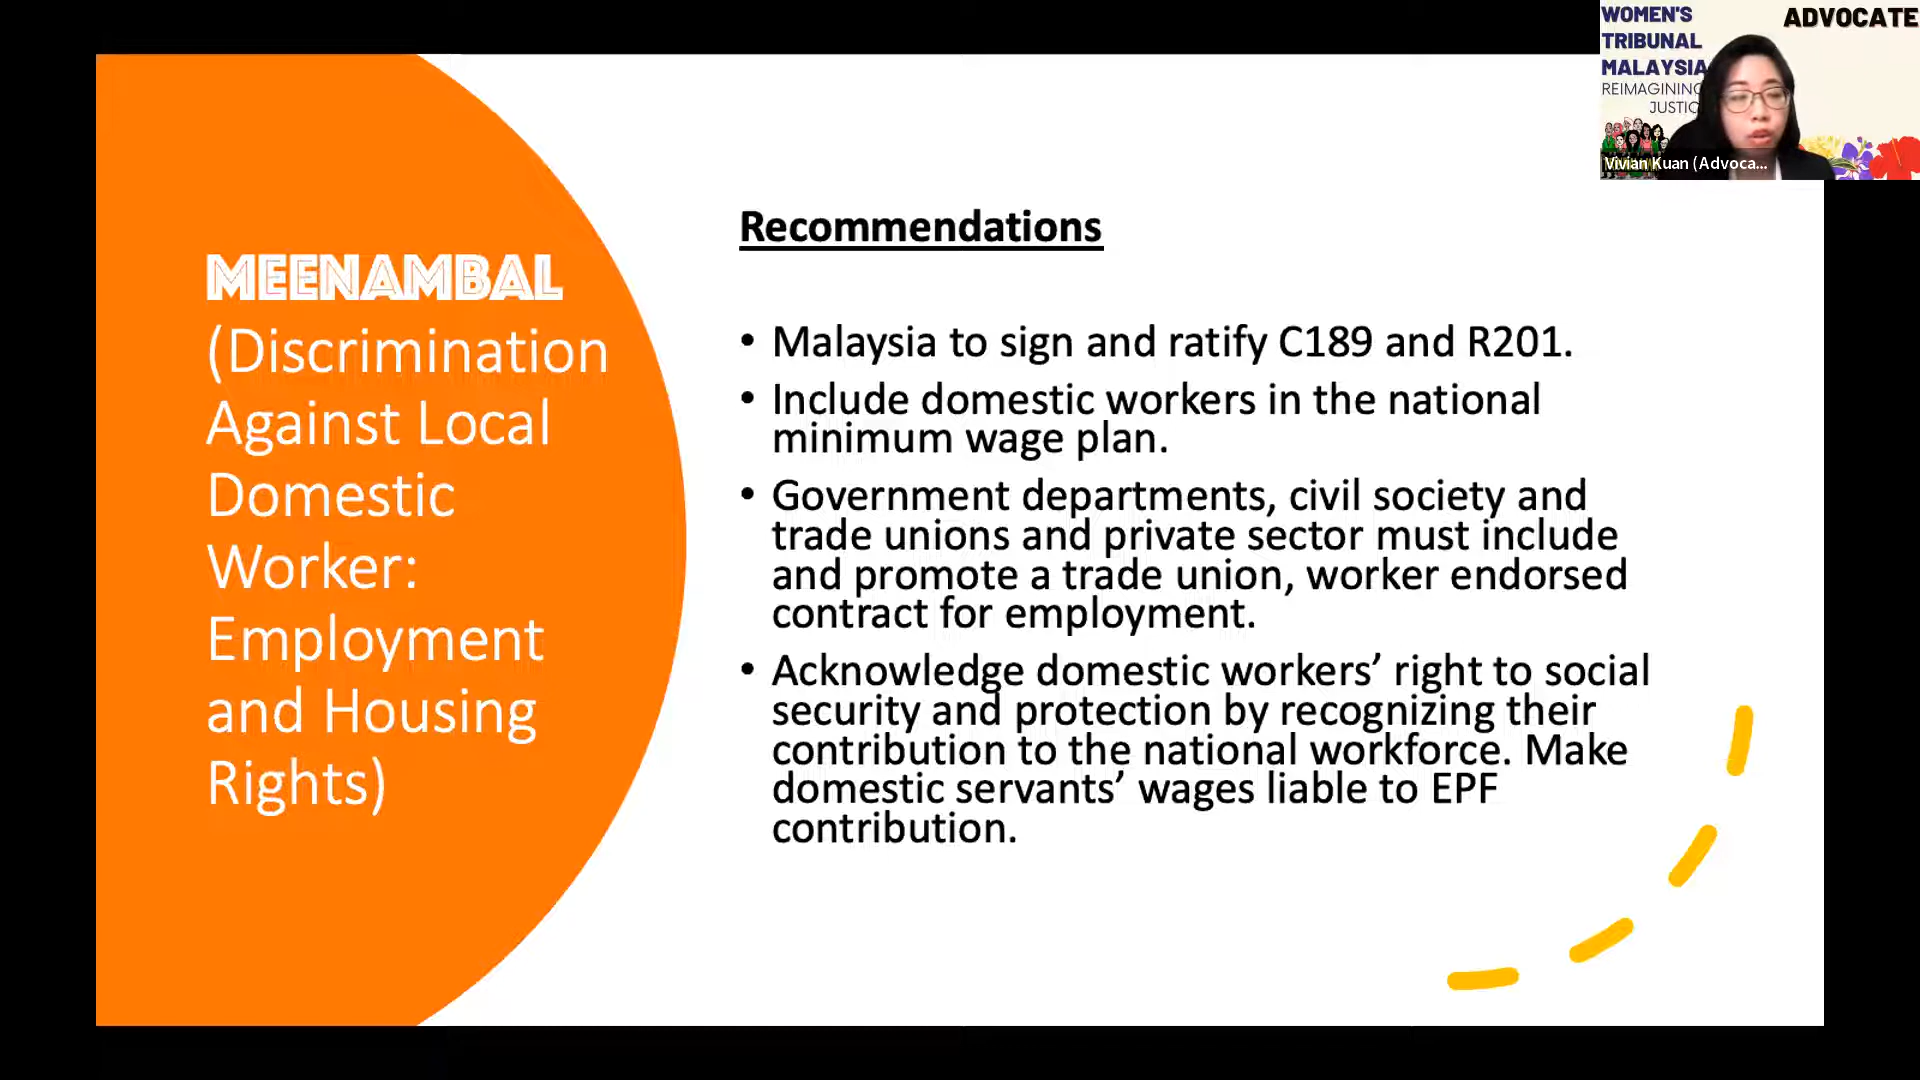 WOMEN'S
TRIBUNAL
MALAYSIA
REIMAGINING
ADVOCATE
Vivian Kuan (Advoca...
MEENAMBAL
(Discrimination
Against Local
Domestic
Worker:
Employment
and Housing
Rights)
Recommendations
• Malaysia to sign and ratify C189 and R201.
• Include domestic workers in the national
minimum wage plan.
• Government departments, civil society and
trade unions and private sector must include
and promote a trade union, worker endorsed
contract for employment.
• Acknowledge domestic workers’ right to social
security and protection by recognizing their
contribution to the national workforce. Make
domestic servants’ wages liable to EPF
contribution.